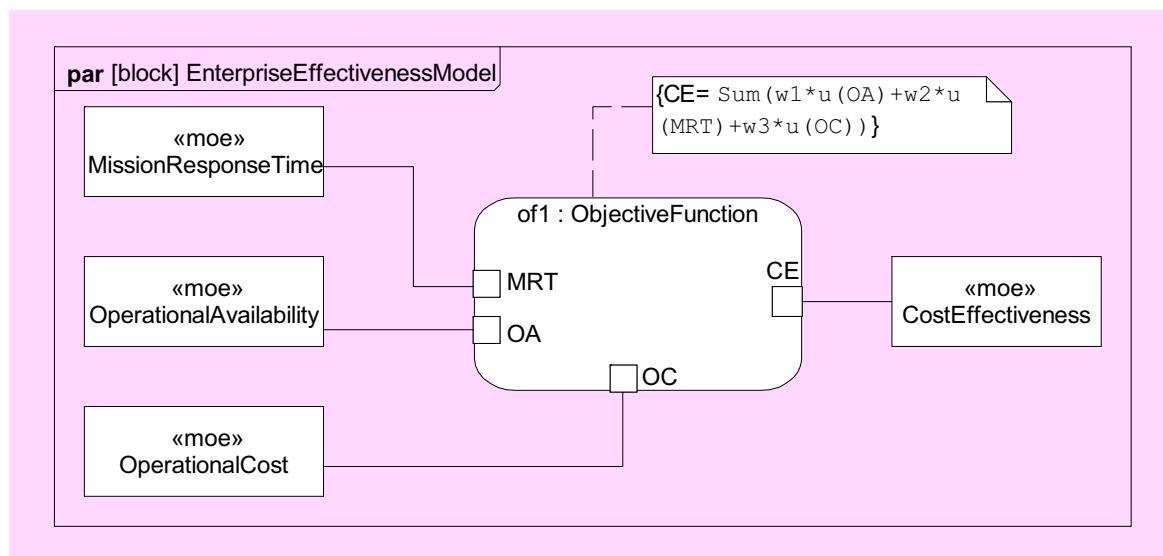 par [block] EnterpriseEffectivenessModel
{CE= Sum(w1*u(OA)+w2*u
(MRT)+w3*u(OC))}
«moe»
MissionResponseTime
of1 : ObjectiveFunction
MRT
CE
«moe»
OperationalAvailability
OA
«moe»
CostEffectiveness
OC
«moe»
OperationalCost